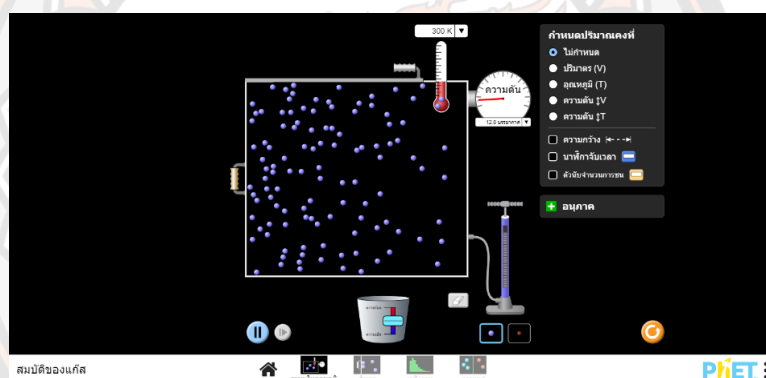 300 K
ความดัน
12.8 บรรยากาศ
กำหนดปริมาณคงที่
ไม่กำหนด
ปริมาตร (V)
อุณหภูมิ (T)
ความดัน ↕V
ความดัน ↕T
ความกว้าง
นาฬิกาจับเวลา
ตัวนับจำนวนการชน
อนุภาค
สมบัติของแก๊ส
PhET